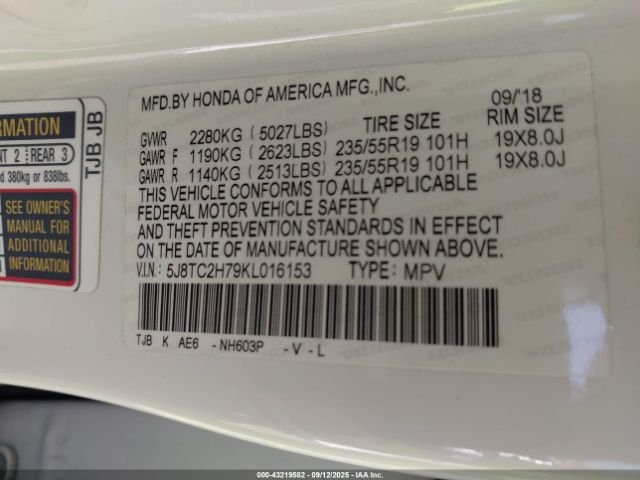 MFD.BY HONDA OF AMERICA MFG.,INC. 09/'18
TIRE SIZE RIM SIZE
GVWR 2280KG (5027LBS)
GAWR F 1190KG (2623LBS) 235/55R19 101H 19X8.0J
GAWR R 1140KG (2513LBS) 235/55R19 101H 19X8.0J
THIS VEHICLE CONFORMS TO ALL APPLICABLE
FEDERAL MOTOR VEHICLE SAFETY
AND THEFT PREVENTION STANDARDS IN EFFECT
ON THE DATE OF MANUFACTURE SHOWN ABOVE.
V.I.N.: 5J8TC2H79KL016153 TYPE: MPV
TJB K AE6 -NH603P -V-L
TJB JB
2 REAR 3
380kg or 838lbs.
SEE OWNER'S
MANUAL FOR
ADDITIONAL
INFORMATION
000-43219582 - 09/12/2025 - IAA Inc.